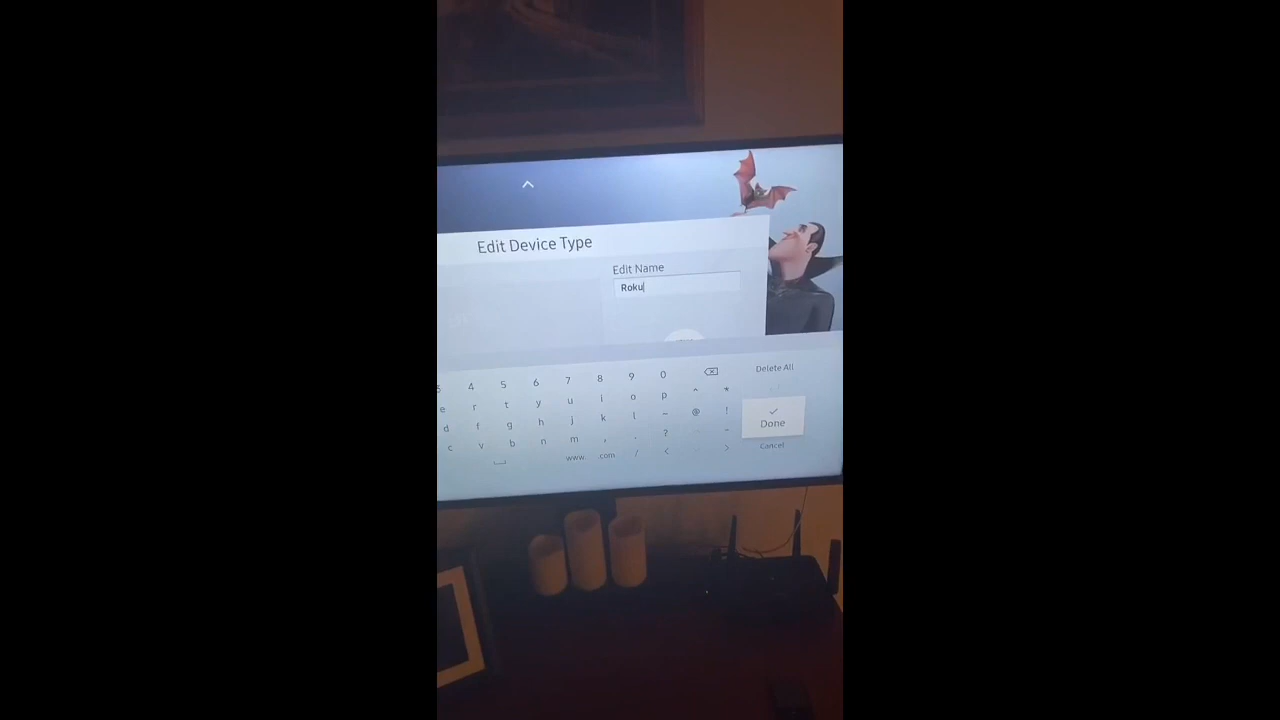 Edit Device Type
Edit Name
Roku
4 5 6 7 8 9 0 Delete All
e r t y u i o p ^ *
d f g h j k l - @ ! Done
c v b n m , . ? Cancel
www. .com / < >